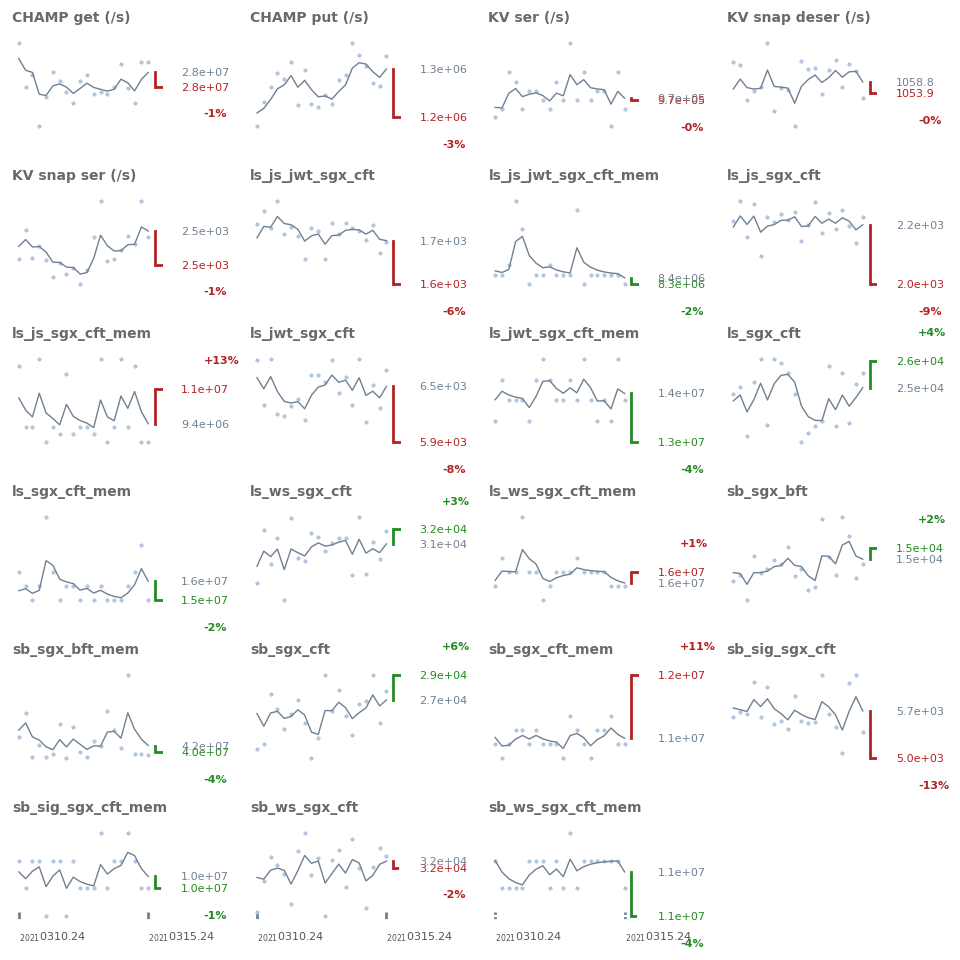 CHAMP get (/s)
2.8e+07
2.8e+07
-1%
CHAMP put (/s)
1.3e+06
1.2e+06
-3%
KV ser (/s)
9.7e+05
-0%
KV snap deser (/s)
1058.8
1053.9
-0%
KV snap ser (/s)
2.5e+03
2.5e+03
-1%
ls_js_jwt_sgx_cft
1.7e+03
1.6e+03
-6%
ls_js_jwt_sgx_cft_mem
8.4e+06
8.3e+06
-2%
ls_js_sgx_cft
2.2e+03
2.0e+03
-9%
ls_js_sgx_cft_mem
+13%
1.1e+07
9.4e+06
ls_jwt_sgx_cft
6.5e+03
5.9e+03
-8%
ls_jwt_sgx_cft_mem
1.4e+07
1.3e+07
-4%
ls_sgx_cft
+4%
2.6e+04
2.5e+04
ls_sgx_cft_mem
1.6e+07
1.5e+07
-2%
ls_ws_sgx_cft
+3%
3.2e+04
3.1e+04
ls_ws_sgx_cft_mem
+1%
1.6e+07
1.6e+07
sb_sgx_bft
+2%
1.5e+04
1.5e+04
sb_sgx_bft_mem
4.2e+07
4.0e+07
-4%
sb_sgx_cft
+6%
2.9e+04
2.7e+04
sb_sgx_cft_mem
+11%
1.2e+07
1.1e+07
sb_sig_sgx_cft
5.7e+03
5.0e+03
-13%
sb_sig_sgx_cft_mem
1.0e+07
1.0e+07
-1%
2021 0310.24
2021 0315.24
sb_ws_sgx_cft
3.2e+04
3.2e+04
-2%
2021 0310.24
2021 0315.24
sb_ws_sgx_cft_mem
1.1e+07
1.1e+07
-4%
2021 0310.24
2021 0315.24